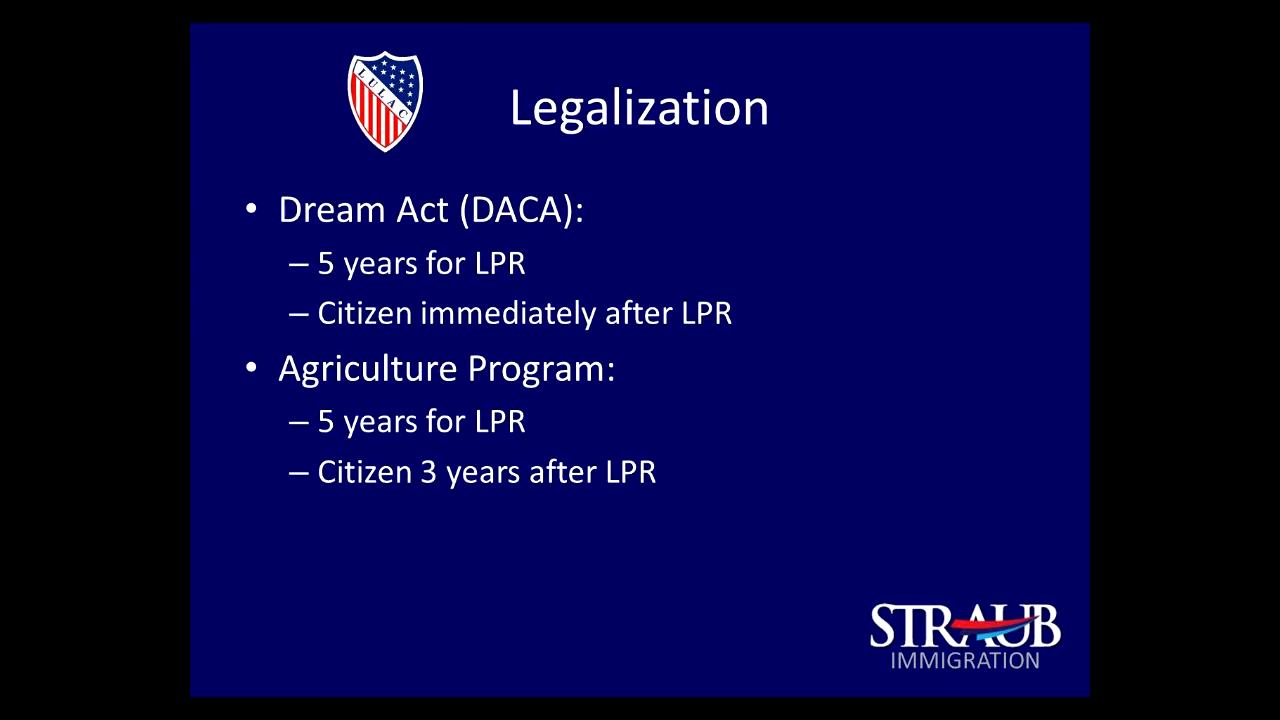 LULAC
Legalization
• Dream Act (DACA):
– 5 years for LPR
– Citizen immediately after LPR
• Agriculture Program:
– 5 years for LPR
– Citizen 3 years after LPR
STRAUB
IMMIGRATION